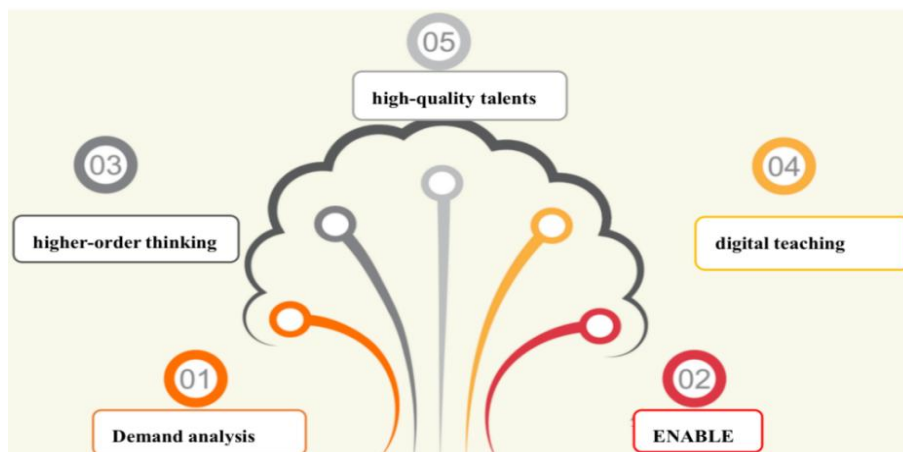 05
high-quality talents
03
04
higher-order thinking
digital teaching
01
02
Demand analysis
ENABLE